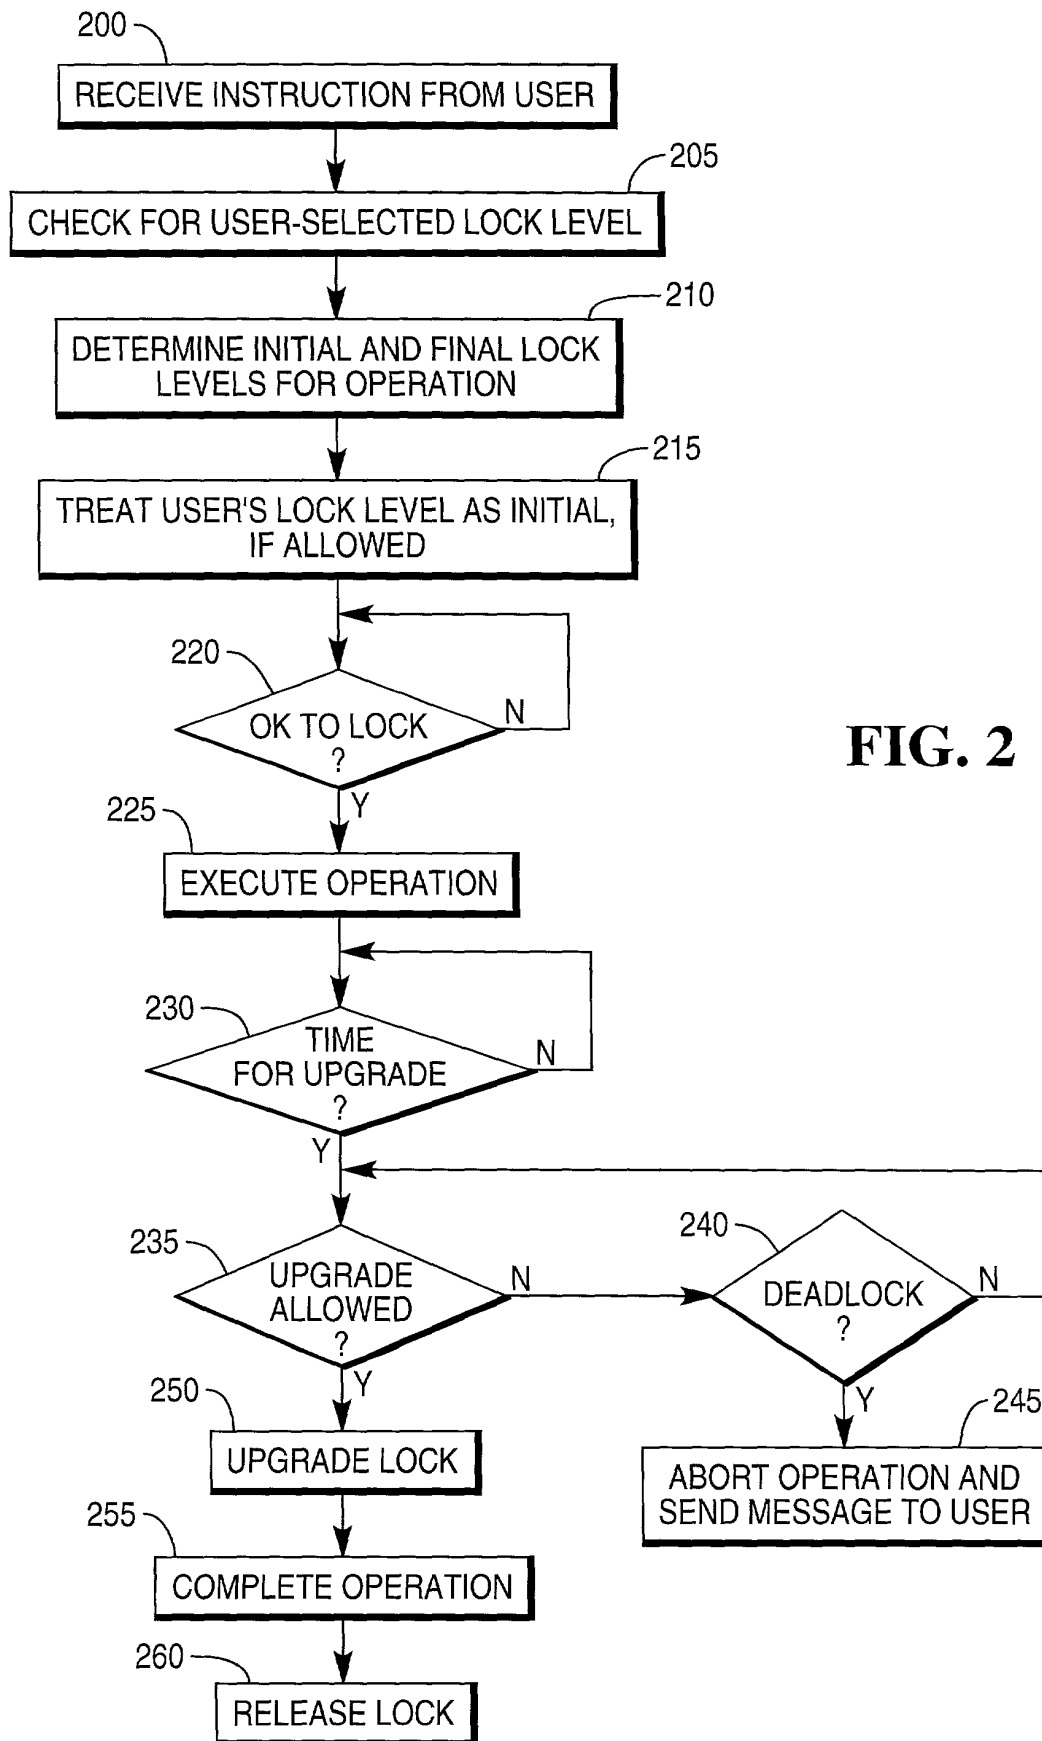 200
RECEIVE INSTRUCTION FROM USER
205
CHECK FOR USER-SELECTED LOCK LEVEL
210
DETERMINE INITIAL AND FINAL LOCK
LEVELS FOR OPERATION
215
TREAT USER'S LOCK LEVEL AS INITIAL,
IF ALLOWED
220
OK TO LOCK
?
N
Y
FIG. 2
225
EXECUTE OPERATION
230
TIME
FOR UPGRADE
?
N
Y
235
UPGRADE
ALLOWED
?
N
Y
240
DEADLOCK
?
N
Y
245
ABORT OPERATION AND
SEND MESSAGE TO USER
250
UPGRADE LOCK
255
COMPLETE OPERATION
260
RELEASE LOCK